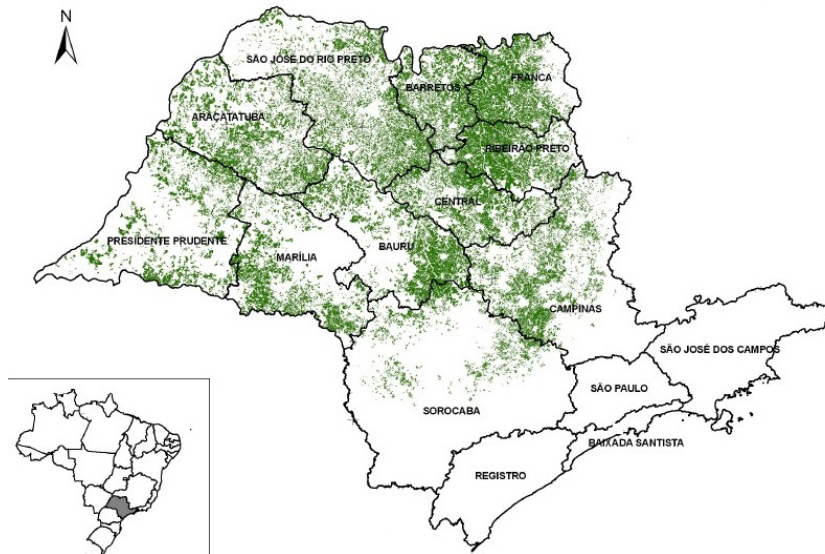 N
SÃO JOSÉ DO RIO PRETO
BARRETOS
FRANCA
ARAÇATATUBA
RIBEIRÃO PRETO
CENTRAL
PRESIDENTE PRUDENTE
MARÍLIA
BAURU
CAMPINAS
SÃO JOSÉ DOS CAMPOS
SÃO PAULO
SOROCABA
BAIXADA SANTISTA
REGISTRO